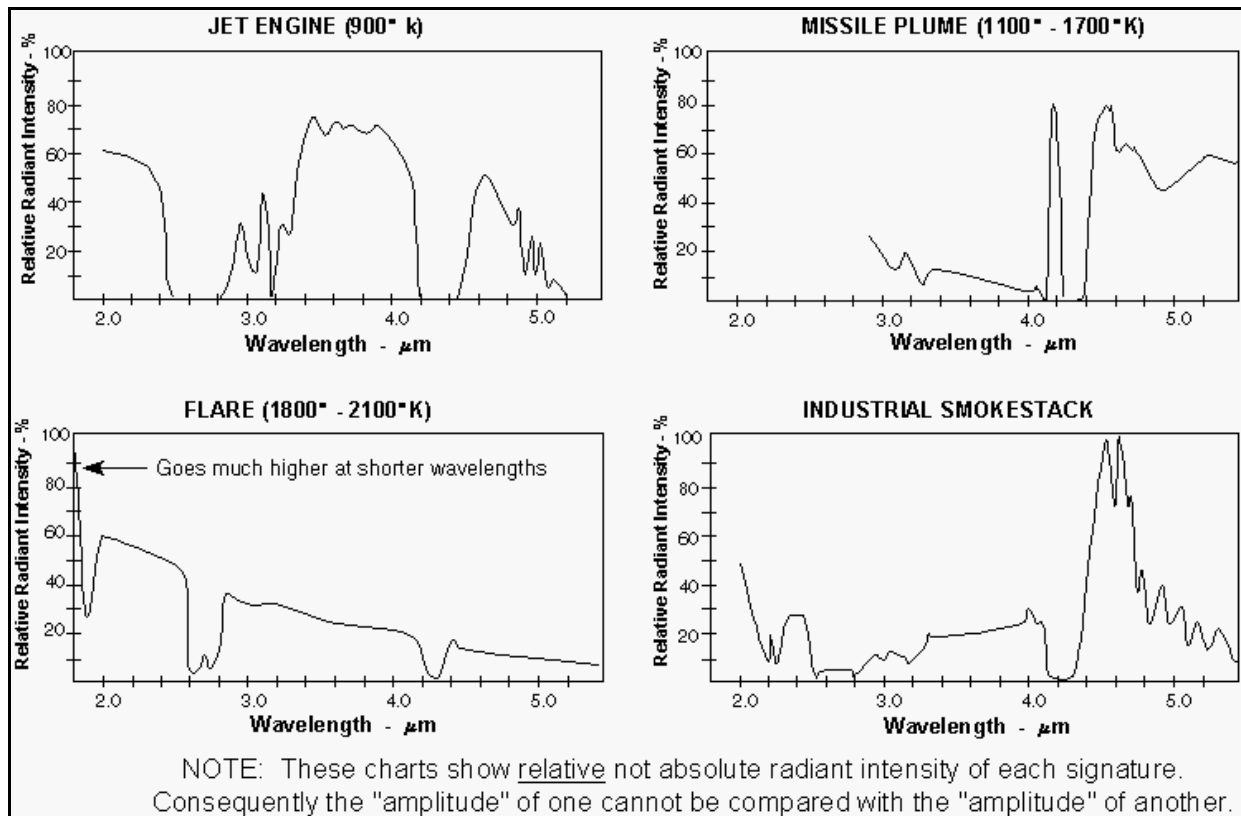 JET ENGINE (900° k)
Relative Radiant Intensity - %
100
80
60
40
20
2.0 3.0 4.0 5.0
Wavelength - μm
MISSILE PLUME (1100° - 1700°K)
Relative Radiant Intensity - %
100
80
60
40
20
2.0 3.0 4.0 5.0
Wavelength - μm
FLARE (1800° - 2100°K)
Relative Radiant Intensity - %
100
80
60
40
20
Goes much higher at shorter wavelengths
2.0 3.0 4.0 5.0
Wavelength - μm
INDUSTRIAL SMOKESTACK
Relative Radiant Intensity - %
100
80
60
40
20
2.0 3.0 4.0 5.0
Wavelength - μm
NOTE: These charts show relative not absolute radiant intensity of each signature.
Consequently the "amplitude" of one cannot be compared with the "amplitude" of another.